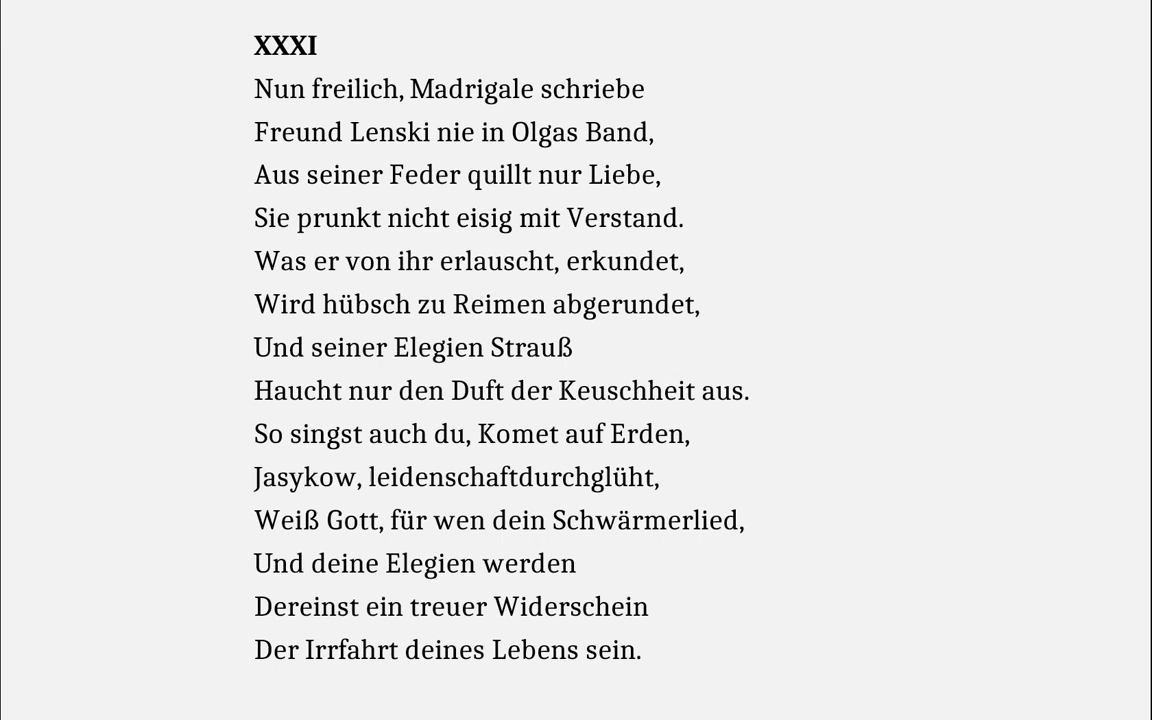 XXXI
Nun freilich, Madrigale schriebe
Freund Lenski nie in Olgas Band,
Aus seiner Feder quillt nur Liebe,
Sie prunkt nicht eisig mit Verstand.
Was er von ihr erlauscht, erkundet,
Wird hübsch zu Reimen abgerundet,
Und seiner Elegien Strauß
Haucht nur den Duft der Keuschheit aus.
So singst auch du, Komet auf Erden,
Jasykow, leidenschaftdurchglüht,
Weiß Gott, für wen dein Schwärmerlied,
Und deine Elegien werden
Dereinst ein treuer Widerschein
Der Irrfahrt deines Lebens sein.